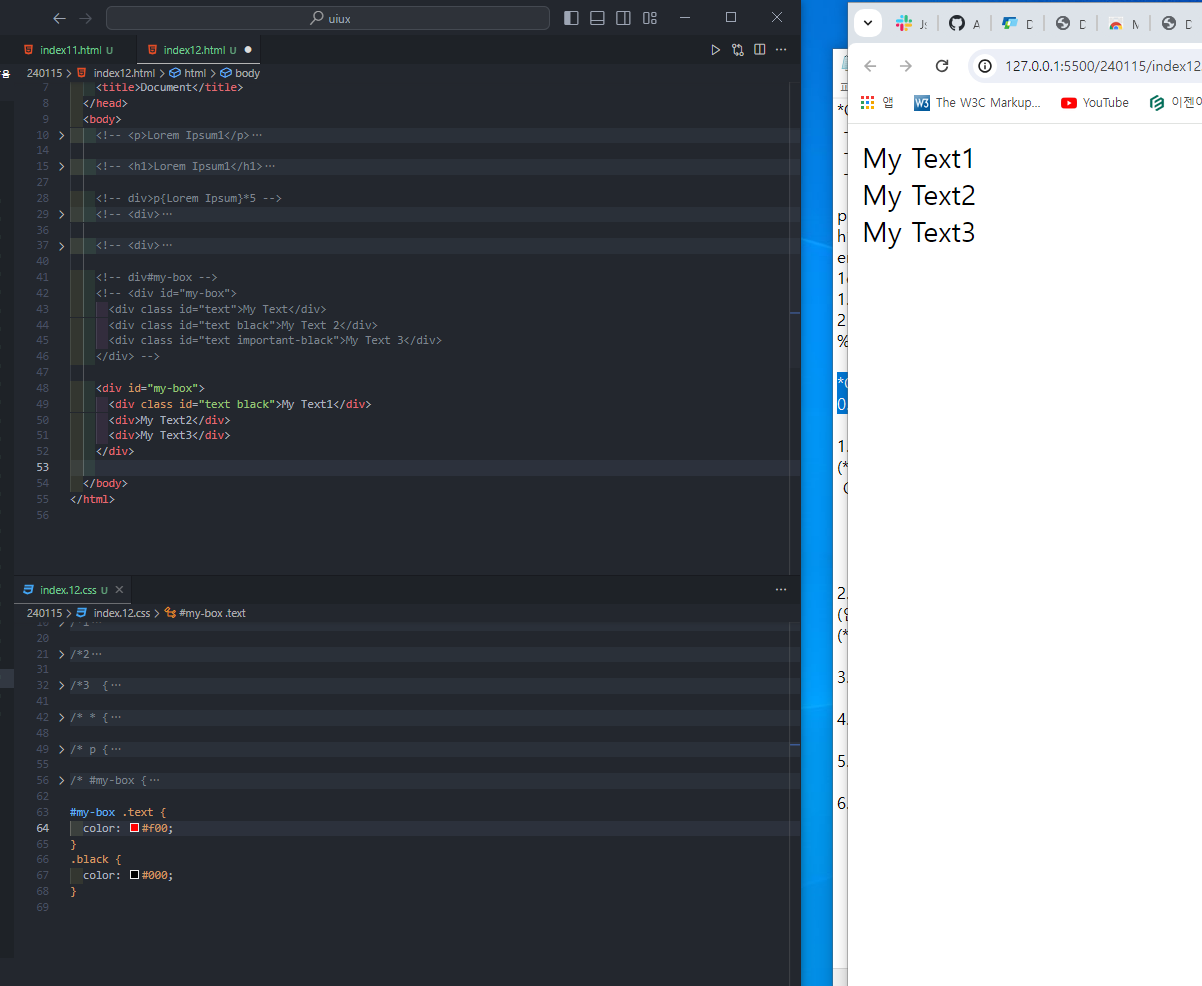 uiux
index11.html U
index12.html U
240115 > index12.html > html > body
7 <title>Document</title>
8 </head>
9 <body>
10 <!-- <p>Lorem Ipsum1</p>…
14
15 <!-- <h1>Lorem Ipsum1</h1>…
27
28 <!-- div>p{Lorem Ipsum}*5 -->
29 <!-- <div>…
36
37 <!-- <div>…
40
41 <!-- div#my-box -->
42 <!-- <div id="my-box">
43 <div class id="text">My Text</div>
44 <div class id="text black">My Text 2</div>
45 <div class id="text important-black">My Text 3</div>
46 </div> -->
47
48 <div id="my-box">
49 <div class id="text black">My Text1</div>
50 <div>My Text2</div>
51 <div>My Text3</div>
52 </div>
53
54 </body>
55 </html>
56
index.12.css U
240115 > index.12.css > #my-box .text
20
21 /*2…
31
32 /*3 {…
41
42 /* * {…
48
49 /* p {…
55
56 /* #my-box {…
62
63 #my-box .text {
64 color: #f00;
65 }
66 .black {
67 color: #000;
68 }
69
127.0.0.1:5500/240115/index12
앱
The W3C Markup...
YouTube
이젠아
My Text1
My Text2
My Text3
1.
2.
3.
4.
5.
6.